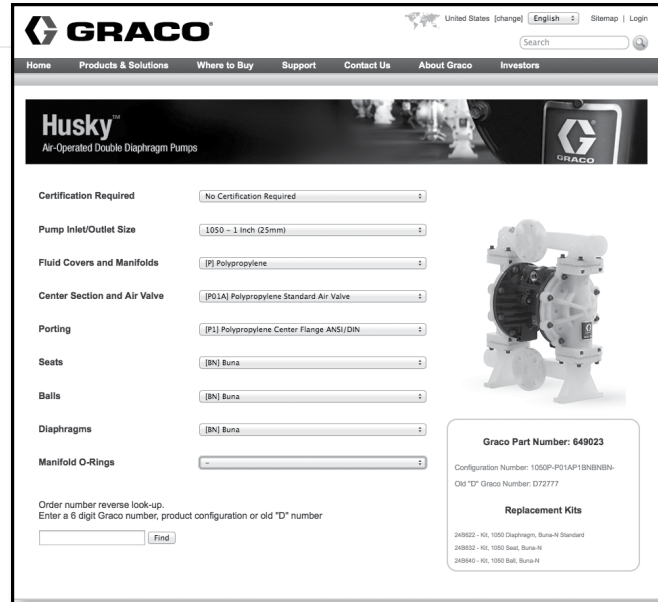 GRACO
United States [change] English Sitemap | Login
Search
Home Products & Solutions Where to Buy Support Contact Us About Graco Investors
Husky™
Air-Operated Double Diaphragm Pumps
GRACO
Certification Required No Certification Required
Pump Inlet/Outlet Size 1050 – 1 Inch (25mm)
Fluid Covers and Manifolds [P] Polypropylene
Center Section and Air Valve [P01A] Polypropylene Standard Air Valve
Porting [P1] Polypropylene Center Flange ANSI/DIN
Seats [BN] Buna
Balls [BN] Buna
Diaphragms [BN] Buna
Manifold O-Rings –
Order number reverse look-up.
Enter a 6 digit Graco number, product configuration or old "D" number
Find
Graco Part Number: 649023
Configuration Number: 1050P-P01AP1BNBNBN-
Old "D" Graco Number: D72777
Replacement Kits
24B622 - Kit, 1050 Diaphragm, Buna-N Standard
24B632 - Kit, 1050 Seat, Buna-N
24B640 - Kit, 1050 Ball, Buna-N